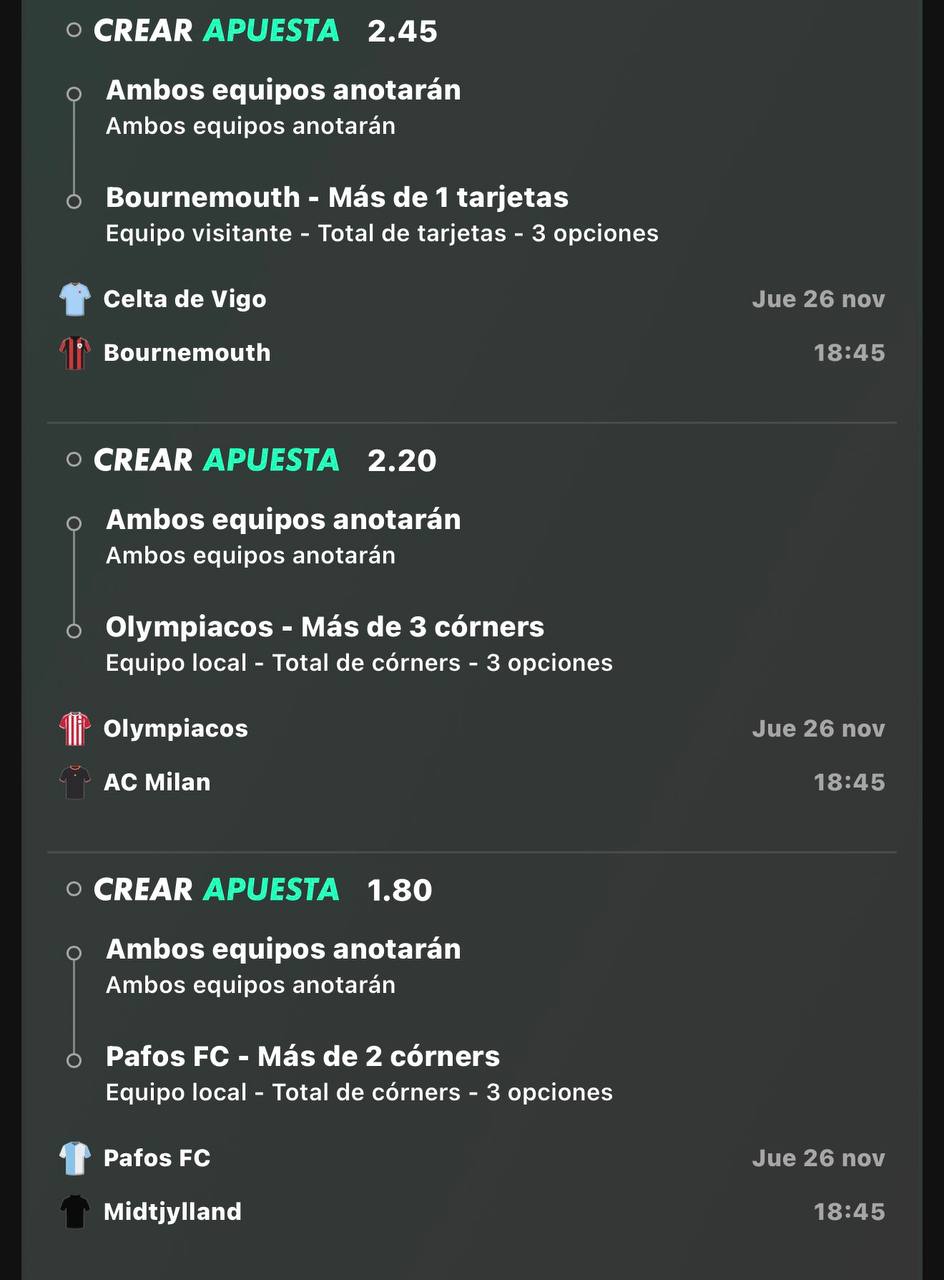 CREAR APUESTA 2.45
Ambos equipos anotarán
Ambos equipos anotarán
Bournemouth - Más de 1 tarjetas
Equipo visitante - Total de tarjetas - 3 opciones
Celta de Vigo Jue 26 nov
Bournemouth 18:45
CREAR APUESTA 2.20
Ambos equipos anotarán
Ambos equipos anotarán
Olympiacos - Más de 3 córners
Equipo local - Total de córners - 3 opciones
Olympiacos Jue 26 nov
AC Milan 18:45
CREAR APUESTA 1.80
Ambos equipos anotarán
Ambos equipos anotarán
Pafos FC - Más de 2 córners
Equipo local - Total de córners - 3 opciones
Pafos FC Jue 26 nov
Midtjylland 18:45